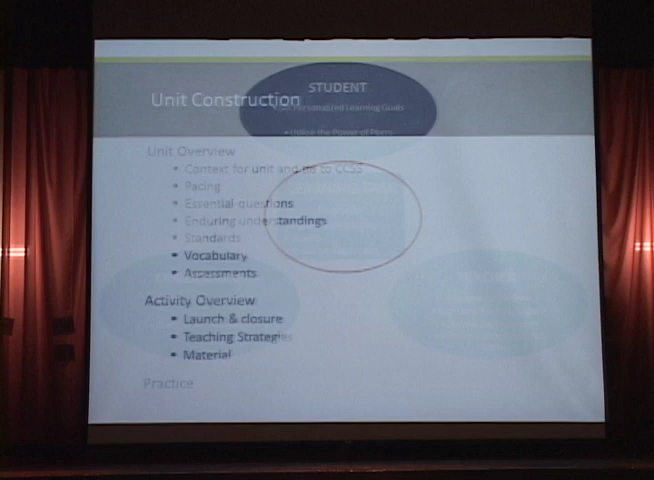 STUDENT
Unit Construction
Personalized Learning Goals
• Utilize the Power of Peers
Unit Overview
▪ Context for unit and to CCSS
▪ Pacing
▪ Essential questions
▪ Enduring understandings
▪ Standards
▪ Vocabulary
▪ Assessments
Activity Overview
▪ Launch & closure
▪ Teaching Strategies
▪ Material
Practice